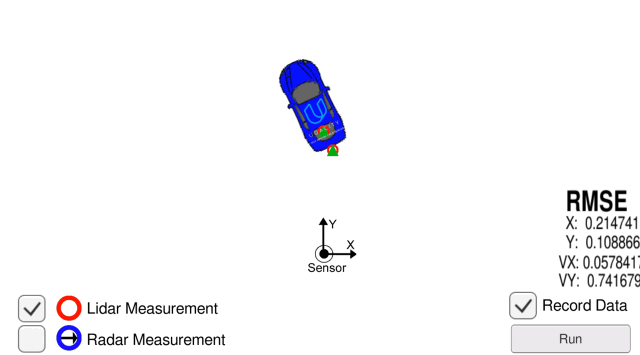 RMSE
X: 0.214741
Y: 0.108866
VX: 0.0578417
VY: 0.741679
Y
X
Sensor
Lidar Measurement
Record Data
Radar Measurement
Run